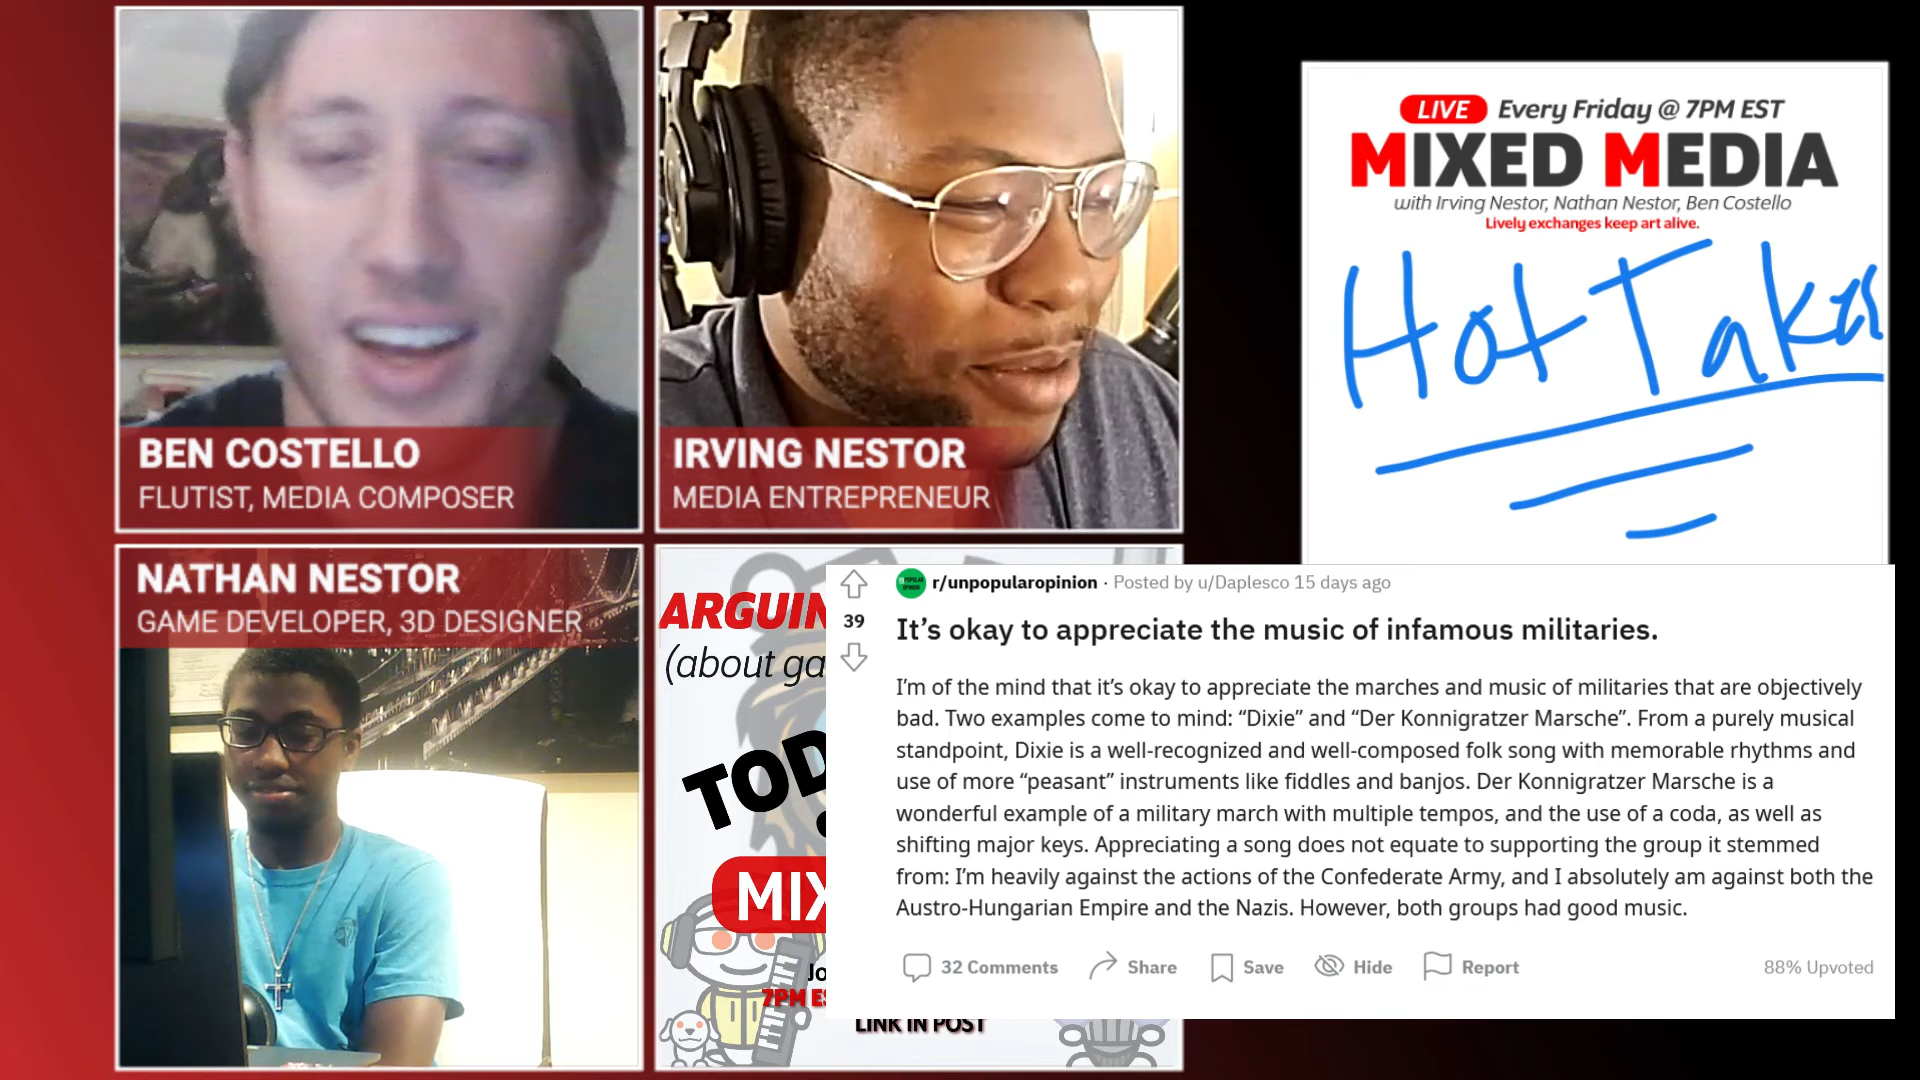 BEN COSTELLO
FLUTIST, MEDIA COMPOSER
IRVING NESTOR
MEDIA ENTREPRENEUR
NATHAN NESTOR
GAME DEVELOPER, 3D DESIGNER
LIVE Every Friday @ 7PM EST
MIXED MEDIA
with Irving Nestor, Nathan Nestor, Ben Costello
Lively exchanges keep art alive.
Hot Takes
ARGUIN
(about ga
TOD
MIX
Jo
7PM ES
LINK IN POST
r/unpopularopinion · Posted by u/Daplesco 15 days ago
39
It's okay to appreciate the music of infamous militaries.
I'm of the mind that it's okay to appreciate the marches and music of militaries that are objectively
bad. Two examples come to mind: "Dixie" and "Der Konnigratzer Marsche". From a purely musical
standpoint, Dixie is a well-recognized and well-composed folk song with memorable rhythms and
use of more "peasant" instruments like fiddles and banjos. Der Konnigratzer Marsche is a
wonderful example of a military march with multiple tempos, and the use of a coda, as well as
shifting major keys. Appreciating a song does not equate to supporting the group it stemmed
from: I'm heavily against the actions of the Confederate Army, and I absolutely am against both the
Austro-Hungarian Empire and the Nazis. However, both groups had good music.
32 Comments Share Save Hide Report 88% Upvoted